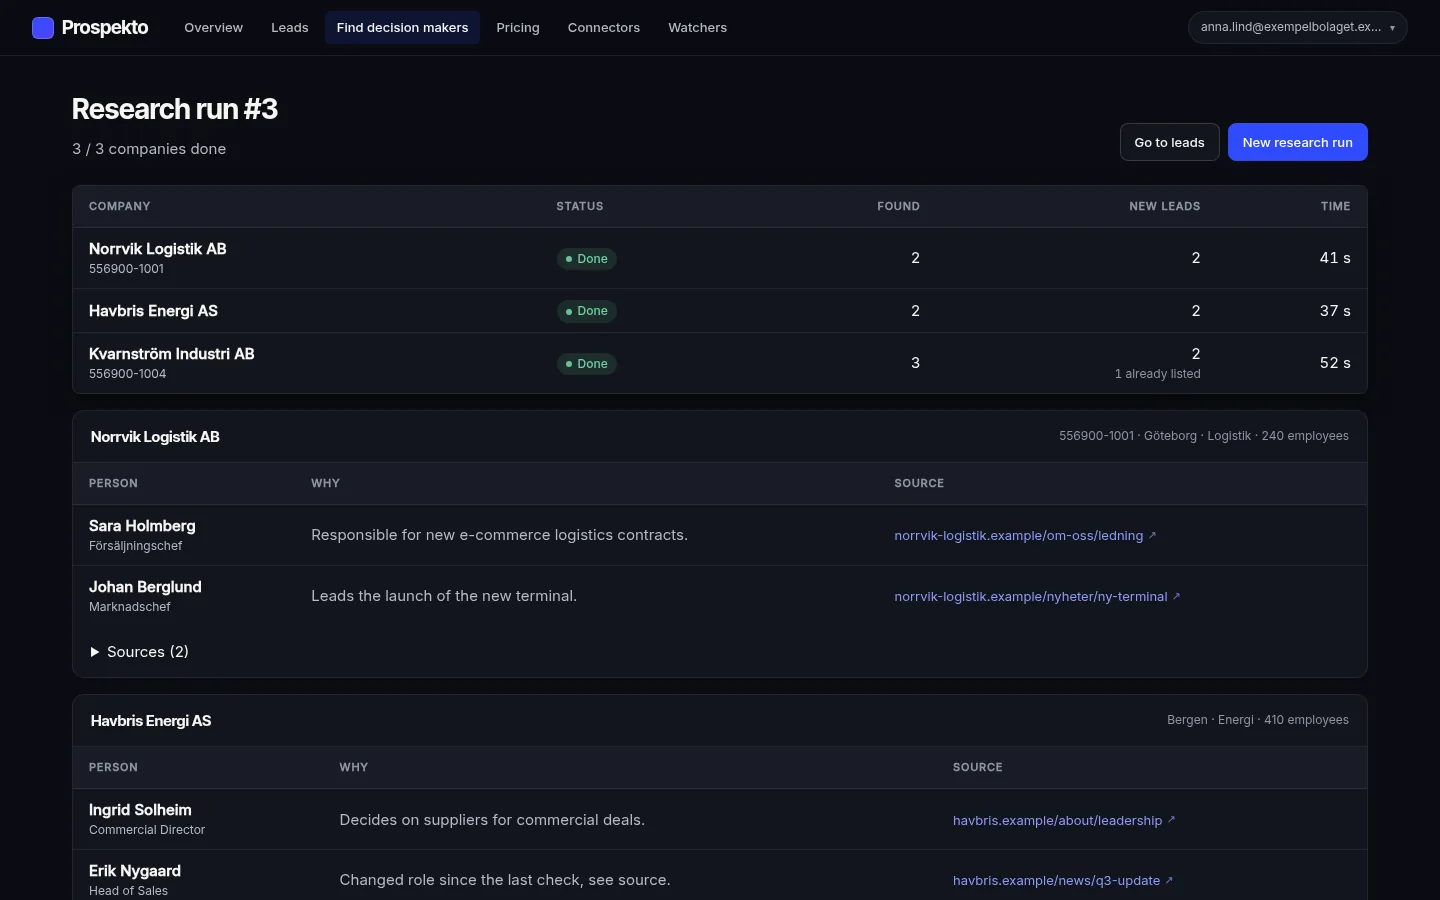 Prospekto Overview Leads Find decision makers Pricing Connectors Watchers anna.lind@exempelbolaget.ex... ▾
Research run #3
3 / 3 companies done
Go to leads New research run
COMPANY STATUS FOUND NEW LEADS TIME
Norrvik Logistik AB
556900-1001
Done 2 2 41 s
Havbris Energi AS Done 2 2 37 s
Kvarnström Industri AB
556900-1004
Done 3 2
1 already listed
52 s
Norrvik Logistik AB 556900-1001 · Göteborg · Logistik · 240 employees
PERSON WHY SOURCE
Sara Holmberg
Försäljningschef
Responsible for new e-commerce logistics contracts. norrvik-logistik.example/om-oss/ledning ↗
Johan Berglund
Marknadschef
Leads the launch of the new terminal. norrvik-logistik.example/nyheter/ny-terminal ↗
▶ Sources (2)
Havbris Energi AS Bergen · Energi · 410 employees
PERSON WHY SOURCE
Ingrid Solheim
Commercial Director
Decides on suppliers for commercial deals. havbris.example/about/leadership ↗
Erik Nygaard
Head of Sales
Changed role since the last check, see source. havbris.example/news/q3-update ↗